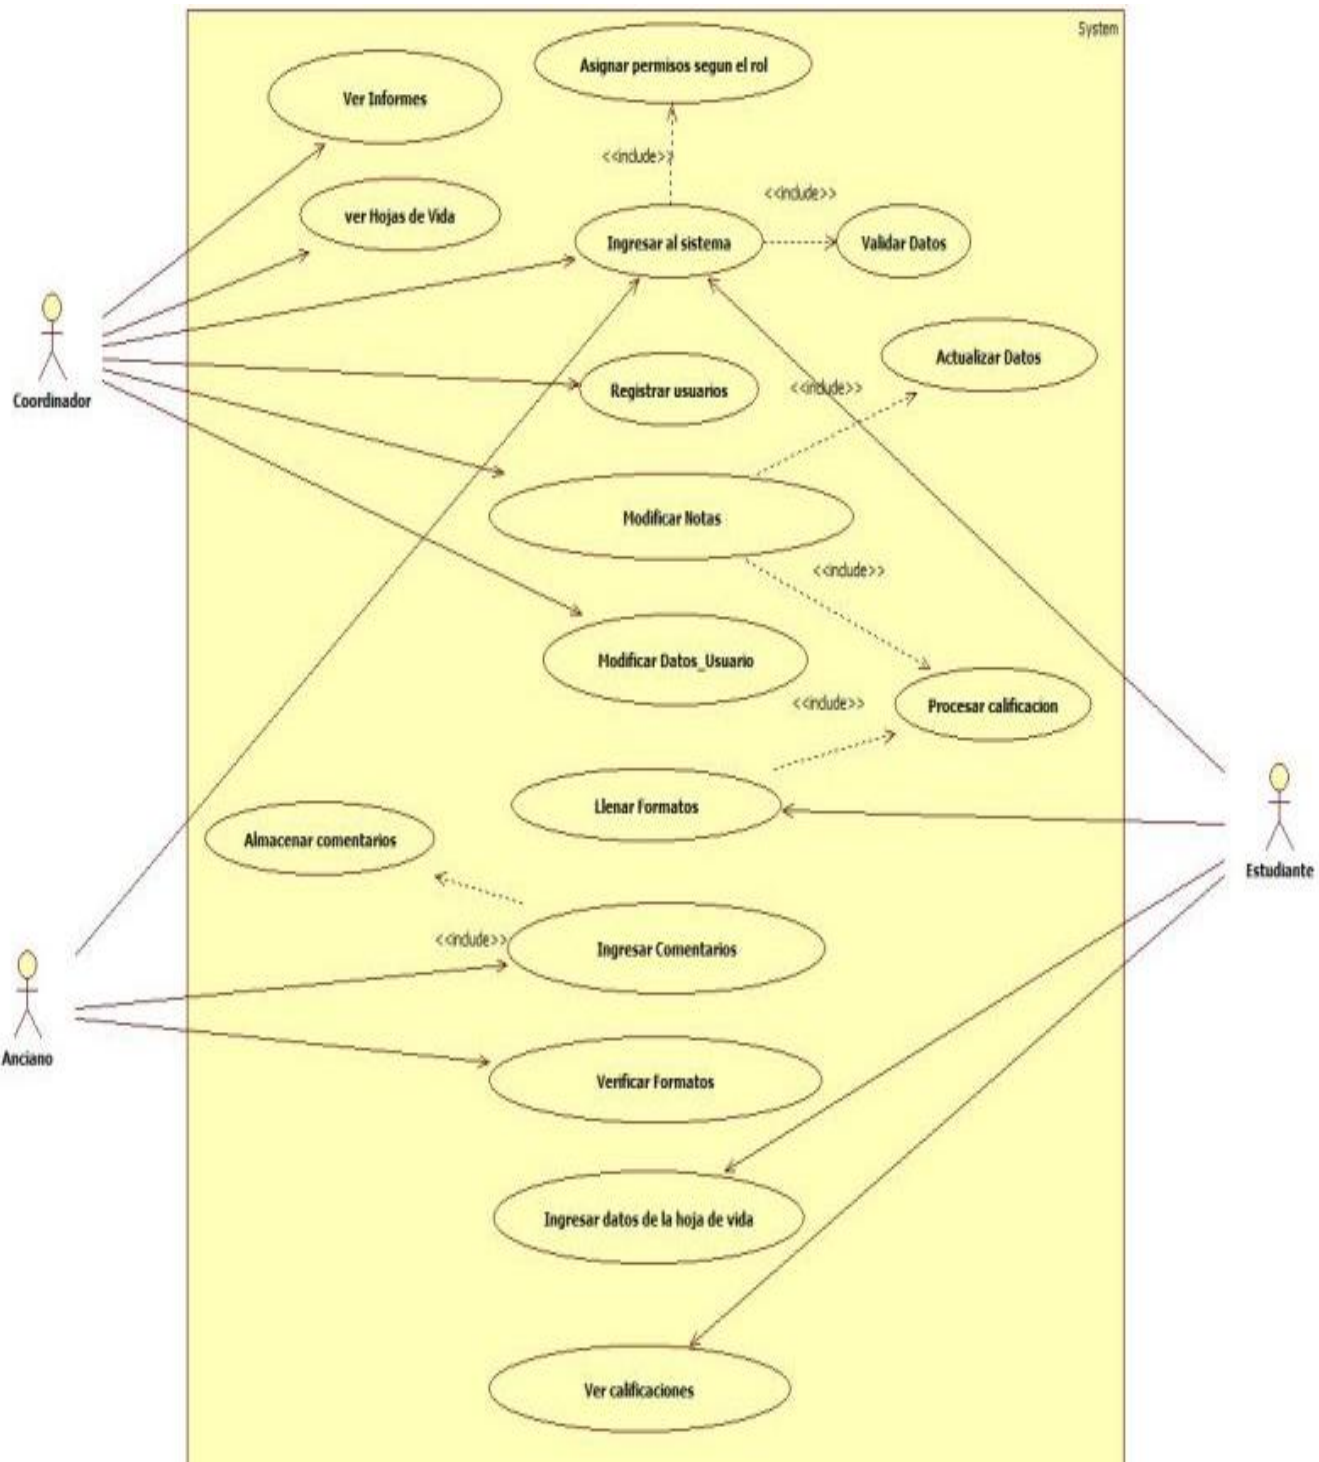 System
Asignar permisos segun el rol
Ver Informes
<<include>>
<<include>>
ver Hojas de Vida
Ingresar al sistema
Validar Datos
Actualizar Datos
Coordinador
Registrar usuarios
<<include>>
Modificar Notas
<<include>>
Modificar Datos_Usuario
<<include>>
Procesar calificacion
Llenar Formatos
Almacenar comentarios
Estudiante
<<include>>
Ingresar Comentarios
Anciano
Verificar Formatos
Ingresar datos de la hoja de vida
Ver calificaciones